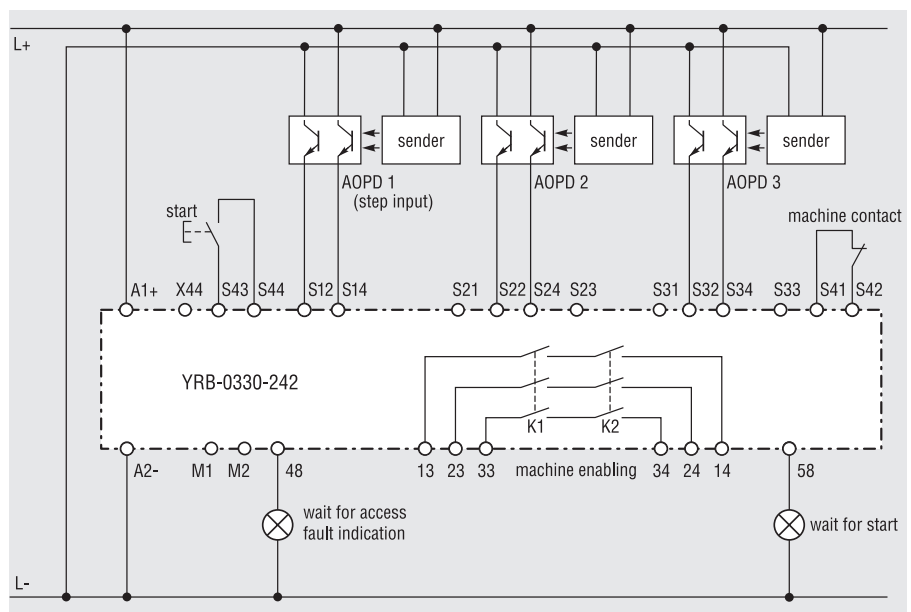 L+
sender
sender
sender
AOPD 1
(step input)
AOPD 2
AOPD 3
start
machine contact
A1+ X44 S43 S44 S12 S14 S21 S22 S24 S23 S31 S32 S34 S33 S41 S42
YRB-0330-242
K1 K2
A2- M1 M2 48 13 23 33 machine enabling 34 24 14 58
wait for access
fault indication
wait for start
L-